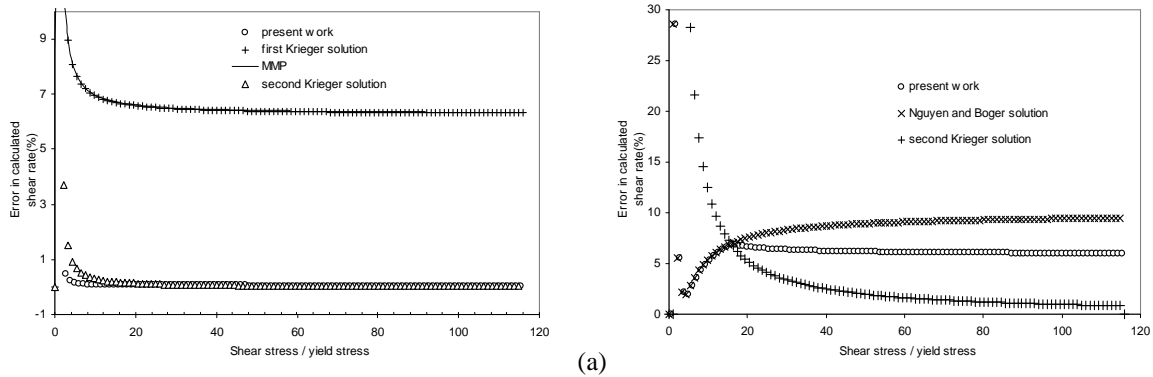 9
7
5
3
1
-1
Error in calculated
shear rate(%)
present work
first Krieger solution
MMP
second Krieger solution
0 20 40 60 80 100 120
Shear stress / yield stress
30
25
20
15
10
5
0
Error in calculated
shear rate(%)
present work
Nguyen and Boger solution
second Krieger solution
0 20 40 60 80 100 120
Shear stress / yield stress
(a)